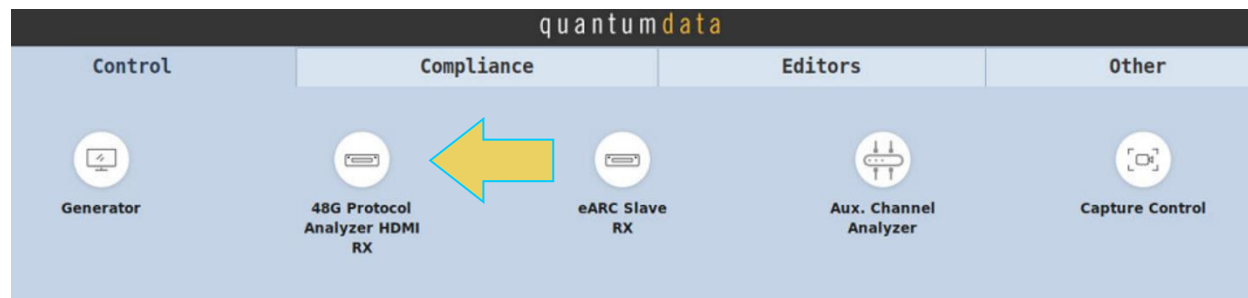 quantumdata
Control
Compliance
Editors
Other
Generator
48G Protocol
Analyzer HDMI
RX
eARC Slave
RX
Aux. Channel
Analyzer
Capture Control